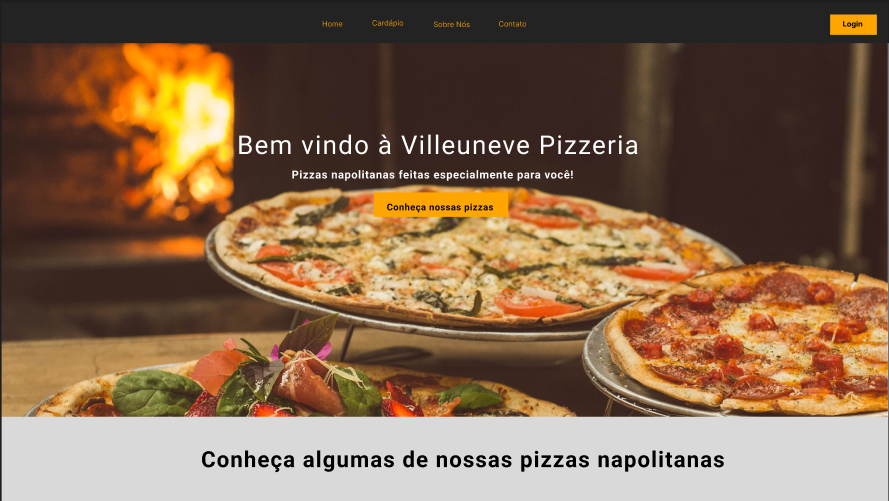 Home
Cardápio
Sobre Nós
Contato
Login
Bem vindo à Villeuneve Pizzeria
Pizzas napolitanas feitas especialmente para você!
Conheça nossas pizzas
Conheça algumas de nossas pizzas napolitanas